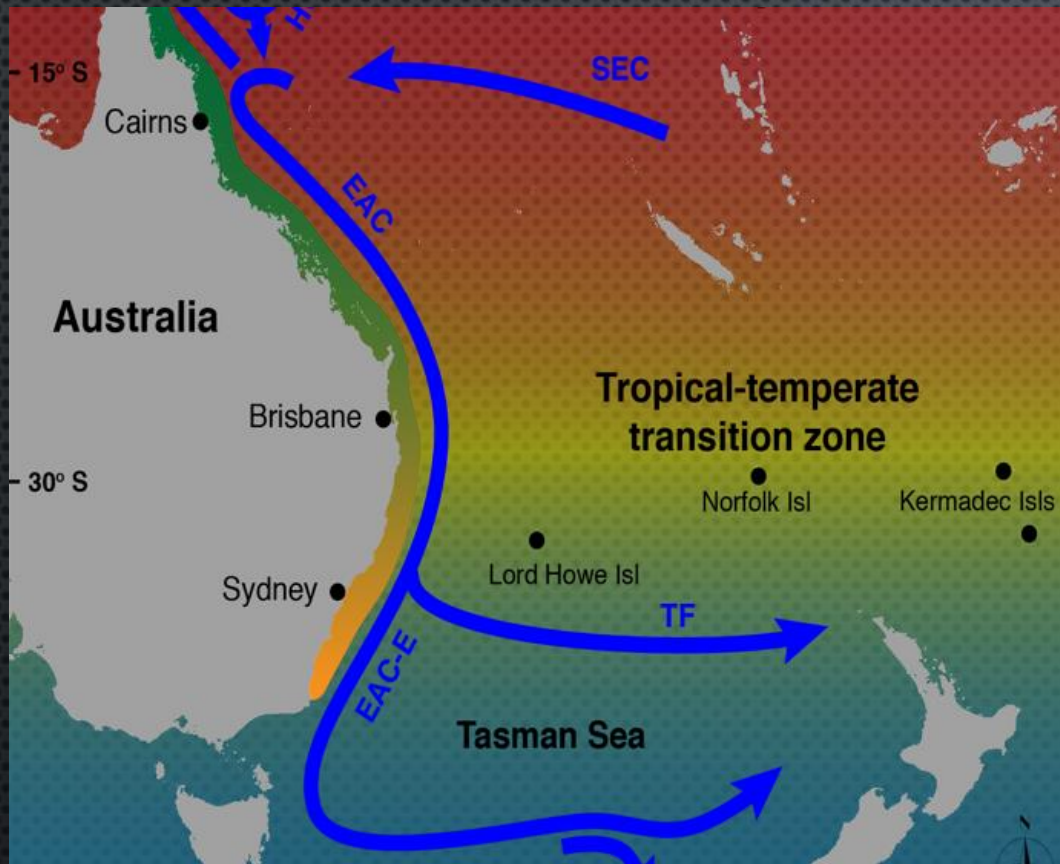 H
15° S
SEC
Cairns
EAC
Australia
Tropical-temperate
transition zone
Brisbane
30° S
Norfolk Isl
Kermadec Isls
Lord Howe Isl
Sydney
TF
EAC-E
Tasman Sea
N